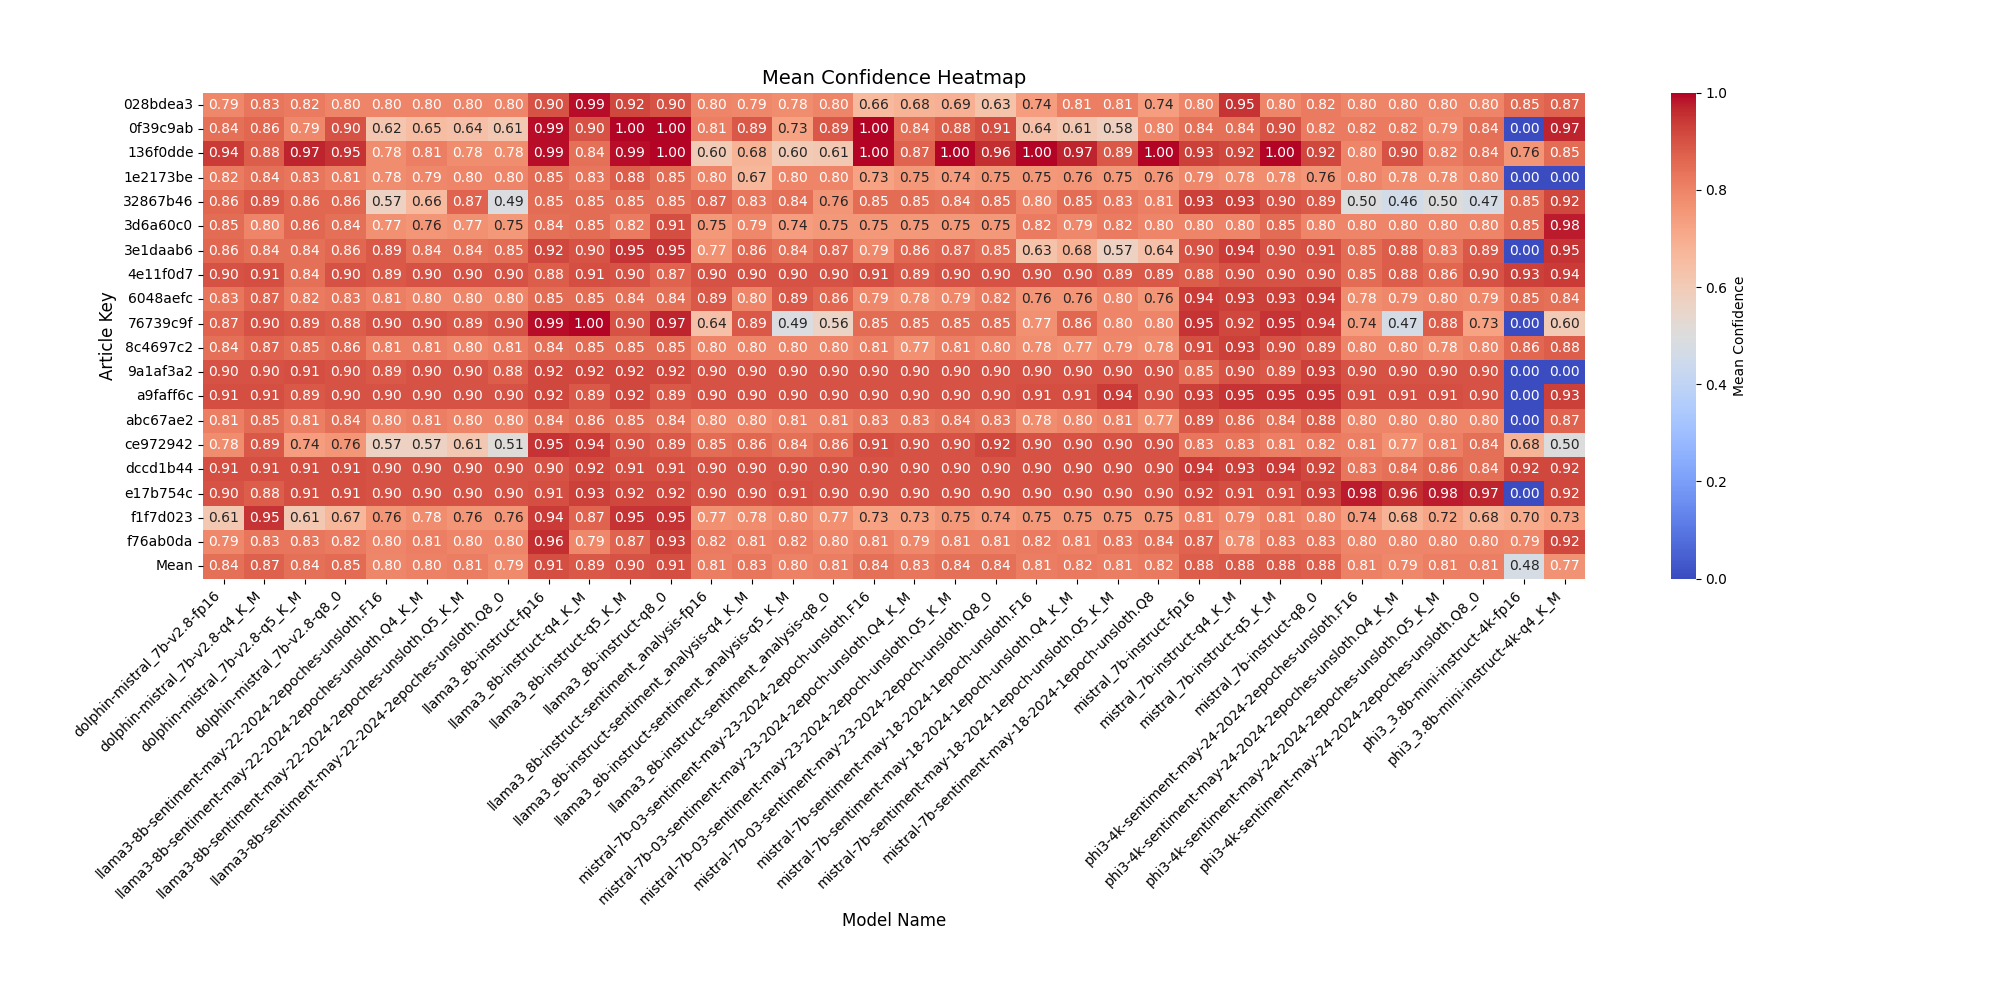 Mean Confidence Heatmap
028bdea3 0.79 0.83 0.82 0.80 0.80 0.80 0.80 0.80 0.90 0.99 0.92 0.90 0.80 0.79 0.78 0.80 0.66 0.68 0.69 0.63 0.74 0.81 0.81 0.74 0.80 0.95 0.80 0.82 0.80 0.80 0.80 0.80 0.85 0.87
0f39c9ab 0.84 0.86 0.79 0.90 0.62 0.65 0.64 0.61 0.99 0.90 1.00 1.00 0.81 0.89 0.73 0.89 1.00 0.84 0.88 0.91 0.64 0.61 0.58 0.80 0.84 0.84 0.90 0.82 0.82 0.82 0.79 0.84 0.00 0.97
136f0dde 0.94 0.88 0.97 0.95 0.78 0.81 0.78 0.78 0.99 0.84 0.99 1.00 0.60 0.68 0.60 0.61 1.00 0.87 1.00 0.96 1.00 0.97 0.89 1.00 0.93 0.92 1.00 0.92 0.80 0.90 0.82 0.84 0.76 0.85
1e2173be 0.82 0.84 0.83 0.81 0.78 0.79 0.80 0.80 0.85 0.83 0.88 0.85 0.80 0.67 0.80 0.80 0.73 0.75 0.74 0.75 0.75 0.76 0.75 0.76 0.79 0.78 0.78 0.76 0.80 0.78 0.78 0.80 0.00 0.00
32867b46 0.86 0.89 0.86 0.86 0.57 0.66 0.87 0.49 0.85 0.85 0.85 0.85 0.87 0.83 0.84 0.76 0.85 0.85 0.84 0.85 0.80 0.85 0.83 0.81 0.93 0.93 0.90 0.89 0.50 0.46 0.50 0.47 0.85 0.92
3d6a60c0 0.85 0.80 0.86 0.84 0.77 0.76 0.77 0.75 0.84 0.85 0.82 0.91 0.75 0.79 0.74 0.75 0.75 0.75 0.75 0.75 0.82 0.79 0.82 0.80 0.80 0.80 0.85 0.80 0.80 0.80 0.80 0.80 0.85 0.98
3e1daab6 0.86 0.84 0.84 0.86 0.89 0.84 0.84 0.85 0.92 0.90 0.95 0.95 0.77 0.86 0.84 0.87 0.79 0.86 0.87 0.85 0.63 0.68 0.57 0.64 0.90 0.94 0.90 0.91 0.85 0.88 0.83 0.89 0.00 0.95
4e11f0d7 0.90 0.91 0.84 0.90 0.89 0.90 0.90 0.90 0.88 0.91 0.90 0.87 0.90 0.90 0.90 0.90 0.91 0.89 0.90 0.90 0.90 0.90 0.89 0.89 0.88 0.90 0.90 0.90 0.85 0.88 0.86 0.90 0.93 0.94
6048aefc 0.83 0.87 0.82 0.83 0.81 0.80 0.80 0.80 0.85 0.85 0.84 0.84 0.89 0.80 0.89 0.86 0.79 0.78 0.79 0.82 0.76 0.76 0.80 0.76 0.94 0.93 0.93 0.94 0.78 0.79 0.80 0.79 0.85 0.84
76739c9f 0.87 0.90 0.89 0.88 0.90 0.90 0.89 0.90 0.99 1.00 0.90 0.97 0.64 0.89 0.49 0.56 0.85 0.85 0.85 0.85 0.77 0.86 0.80 0.80 0.95 0.92 0.95 0.94 0.74 0.47 0.88 0.73 0.00 0.60
8c4697c2 0.84 0.87 0.85 0.86 0.81 0.81 0.80 0.81 0.84 0.85 0.85 0.85 0.80 0.80 0.80 0.80 0.81 0.77 0.81 0.80 0.78 0.77 0.79 0.78 0.91 0.93 0.90 0.89 0.80 0.80 0.78 0.80 0.86 0.88
9a1af3a2 0.90 0.90 0.91 0.90 0.89 0.90 0.90 0.88 0.92 0.92 0.92 0.92 0.90 0.90 0.90 0.90 0.90 0.90 0.90 0.90 0.90 0.90 0.90 0.90 0.85 0.90 0.89 0.93 0.90 0.90 0.90 0.90 0.00 0.00
a9faff6c 0.91 0.91 0.89 0.90 0.90 0.90 0.90 0.90 0.92 0.89 0.92 0.89 0.90 0.90 0.90 0.90 0.90 0.90 0.90 0.90 0.91 0.91 0.94 0.90 0.93 0.95 0.95 0.95 0.91 0.91 0.91 0.90 0.00 0.93
abc67ae2 0.81 0.85 0.81 0.84 0.80 0.81 0.80 0.80 0.84 0.86 0.85 0.84 0.80 0.80 0.81 0.81 0.83 0.83 0.84 0.83 0.78 0.80 0.81 0.77 0.89 0.86 0.84 0.88 0.80 0.80 0.80 0.80 0.00 0.87
ce972942 0.78 0.89 0.74 0.76 0.57 0.57 0.61 0.51 0.95 0.94 0.90 0.89 0.85 0.86 0.84 0.86 0.91 0.90 0.90 0.92 0.90 0.90 0.90 0.90 0.83 0.83 0.81 0.82 0.81 0.77 0.81 0.84 0.68 0.50
dccd1b44 0.91 0.91 0.91 0.91 0.90 0.90 0.90 0.90 0.90 0.92 0.91 0.91 0.90 0.90 0.90 0.90 0.90 0.90 0.90 0.90 0.90 0.90 0.90 0.90 0.94 0.93 0.94 0.92 0.83 0.84 0.86 0.84 0.92 0.92
e17b754c 0.90 0.88 0.91 0.91 0.90 0.90 0.90 0.90 0.91 0.93 0.92 0.92 0.90 0.90 0.91 0.90 0.90 0.90 0.90 0.90 0.90 0.90 0.90 0.90 0.92 0.91 0.91 0.93 0.98 0.96 0.98 0.97 0.00 0.92
f1f7d023 0.61 0.95 0.61 0.67 0.76 0.78 0.76 0.76 0.94 0.87 0.95 0.95 0.77 0.78 0.80 0.77 0.73 0.73 0.75 0.74 0.75 0.75 0.75 0.75 0.81 0.79 0.81 0.80 0.74 0.68 0.72 0.68 0.70 0.73
f76ab0da 0.79 0.83 0.83 0.82 0.80 0.81 0.80 0.80 0.96 0.79 0.87 0.93 0.82 0.81 0.82 0.80 0.81 0.79 0.81 0.81 0.82 0.81 0.83 0.84 0.87 0.78 0.83 0.83 0.80 0.80 0.80 0.80 0.79 0.92
Mean 0.84 0.87 0.84 0.85 0.80 0.80 0.81 0.79 0.91 0.89 0.90 0.91 0.81 0.83 0.80 0.81 0.84 0.83 0.84 0.84 0.81 0.82 0.81 0.82 0.88 0.88 0.88 0.88 0.81 0.79 0.81 0.81 0.48 0.77
Article Key
dolphin-mistral_7b-v2.8-fp16
dolphin-mistral_7b-v2.8-q4_K_M
dolphin-mistral_7b-v2.8-q5_K_M
dolphin-mistral_7b-v2.8-q8_0
llama3-8b-sentiment-may-22-2024-2epoches-unsloth.F16
llama3-8b-sentiment-may-22-2024-2epoches-unsloth.Q4_K_M
llama3-8b-sentiment-may-22-2024-2epoches-unsloth.Q5_K_M
llama3-8b-sentiment-may-22-2024-2epoches-unsloth.Q8_0
llama3_8b-instruct-fp16
llama3_8b-instruct-q4_K_M
llama3_8b-instruct-q5_K_M
llama3_8b-instruct-q8_0
llama3_8b-instruct-sentiment_analysis-fp16
llama3_8b-instruct-sentiment_analysis-q4_K_M
llama3_8b-instruct-sentiment_analysis-q5_K_M
llama3_8b-instruct-sentiment_analysis-q8_0
mistral-7b-03-sentiment-may-23-2024-2epoch-unsloth.F16
mistral-7b-03-sentiment-may-23-2024-2epoch-unsloth.Q4_K_M
mistral-7b-03-sentiment-may-23-2024-2epoch-unsloth.Q5_K_M
mistral-7b-03-sentiment-may-23-2024-2epoch-unsloth.Q8_0
mistral-7b-sentiment-may-18-2024-1epoch-unsloth.F16
mistral-7b-sentiment-may-18-2024-1epoch-unsloth.Q4_K_M
mistral-7b-sentiment-may-18-2024-1epoch-unsloth.Q5_K_M
mistral-7b-sentiment-may-18-2024-1epoch-unsloth.Q8
mistral_7b-instruct-fp16
mistral_7b-instruct-q4_K_M
mistral_7b-instruct-q5_K_M
mistral_7b-instruct-q8_0
phi3-4k-sentiment-may-24-2024-2epoches-unsloth.F16
phi3-4k-sentiment-may-24-2024-2epoches-unsloth.Q4_K_M
phi3-4k-sentiment-may-24-2024-2epoches-unsloth.Q5_K_M
phi3-4k-sentiment-may-24-2024-2epoches-unsloth.Q8_0
phi3_3.8b-mini-instruct-4k-fp16
phi3_3.8b-mini-instruct-4k-q4_K_M
Model Name
1.0
0.8
0.6
0.4
0.2
0.0
Mean Confidence